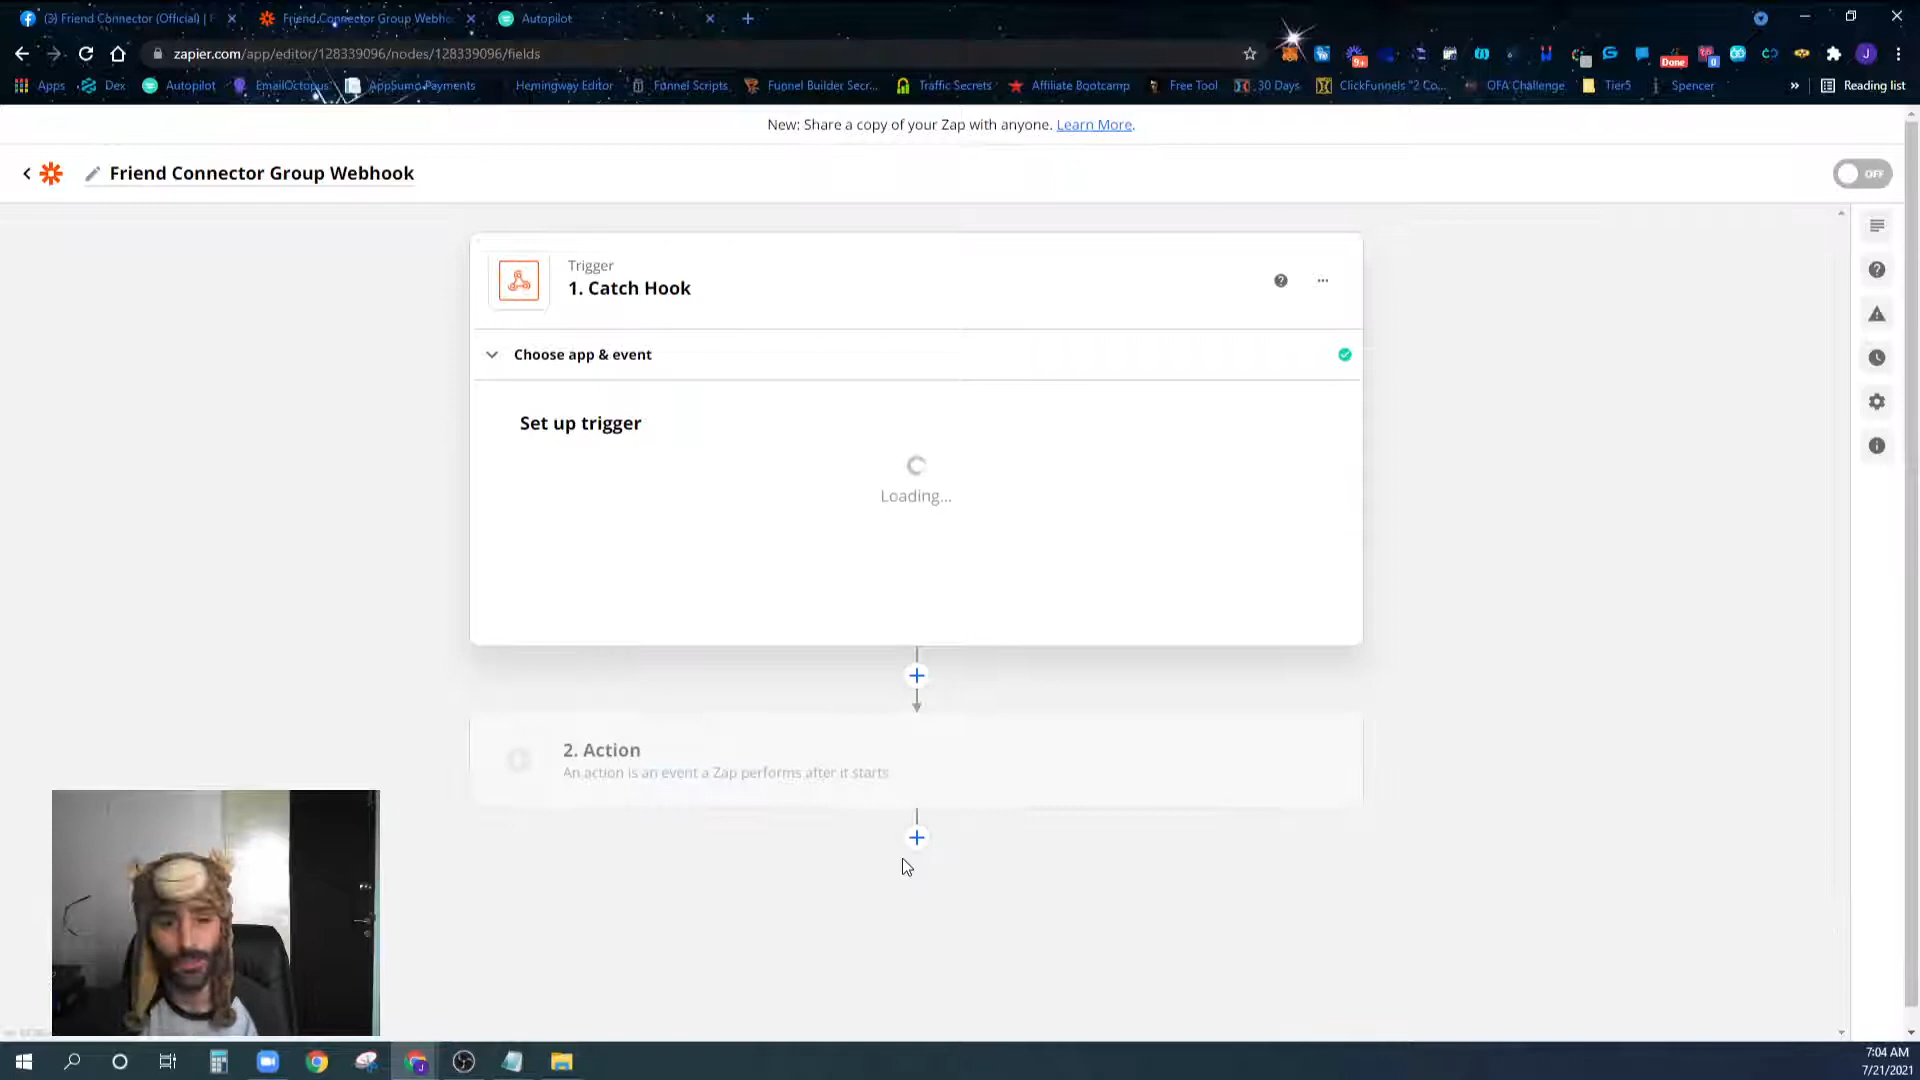 (3) Friend Connector (Official) | F
Friend Connector Group Webho
Autopilot
zapier.com/app/editor/128339096/nodes/128339096/fields
9+
Done
0
J
Apps
Dex
Autopilot
EmailOctopus
AppSumo Payments
Hemingway Editor
Funnel Scripts
Funnel Builder Secr...
Traffic Secrets
Affiliate Bootcamp
Free Tool
30 Days
ClickFunnels "2 Co...
OFA Challenge
Tier5
Spencer
»
Reading list
New: Share a copy of your Zap with anyone. Learn More.
Friend Connector Group Webhook
OFF
Trigger
1. Catch Hook
Choose app & event
Set up trigger
Loading...
2. Action
An action is an event a Zap performs after it starts
7:04 AM
7/21/2021